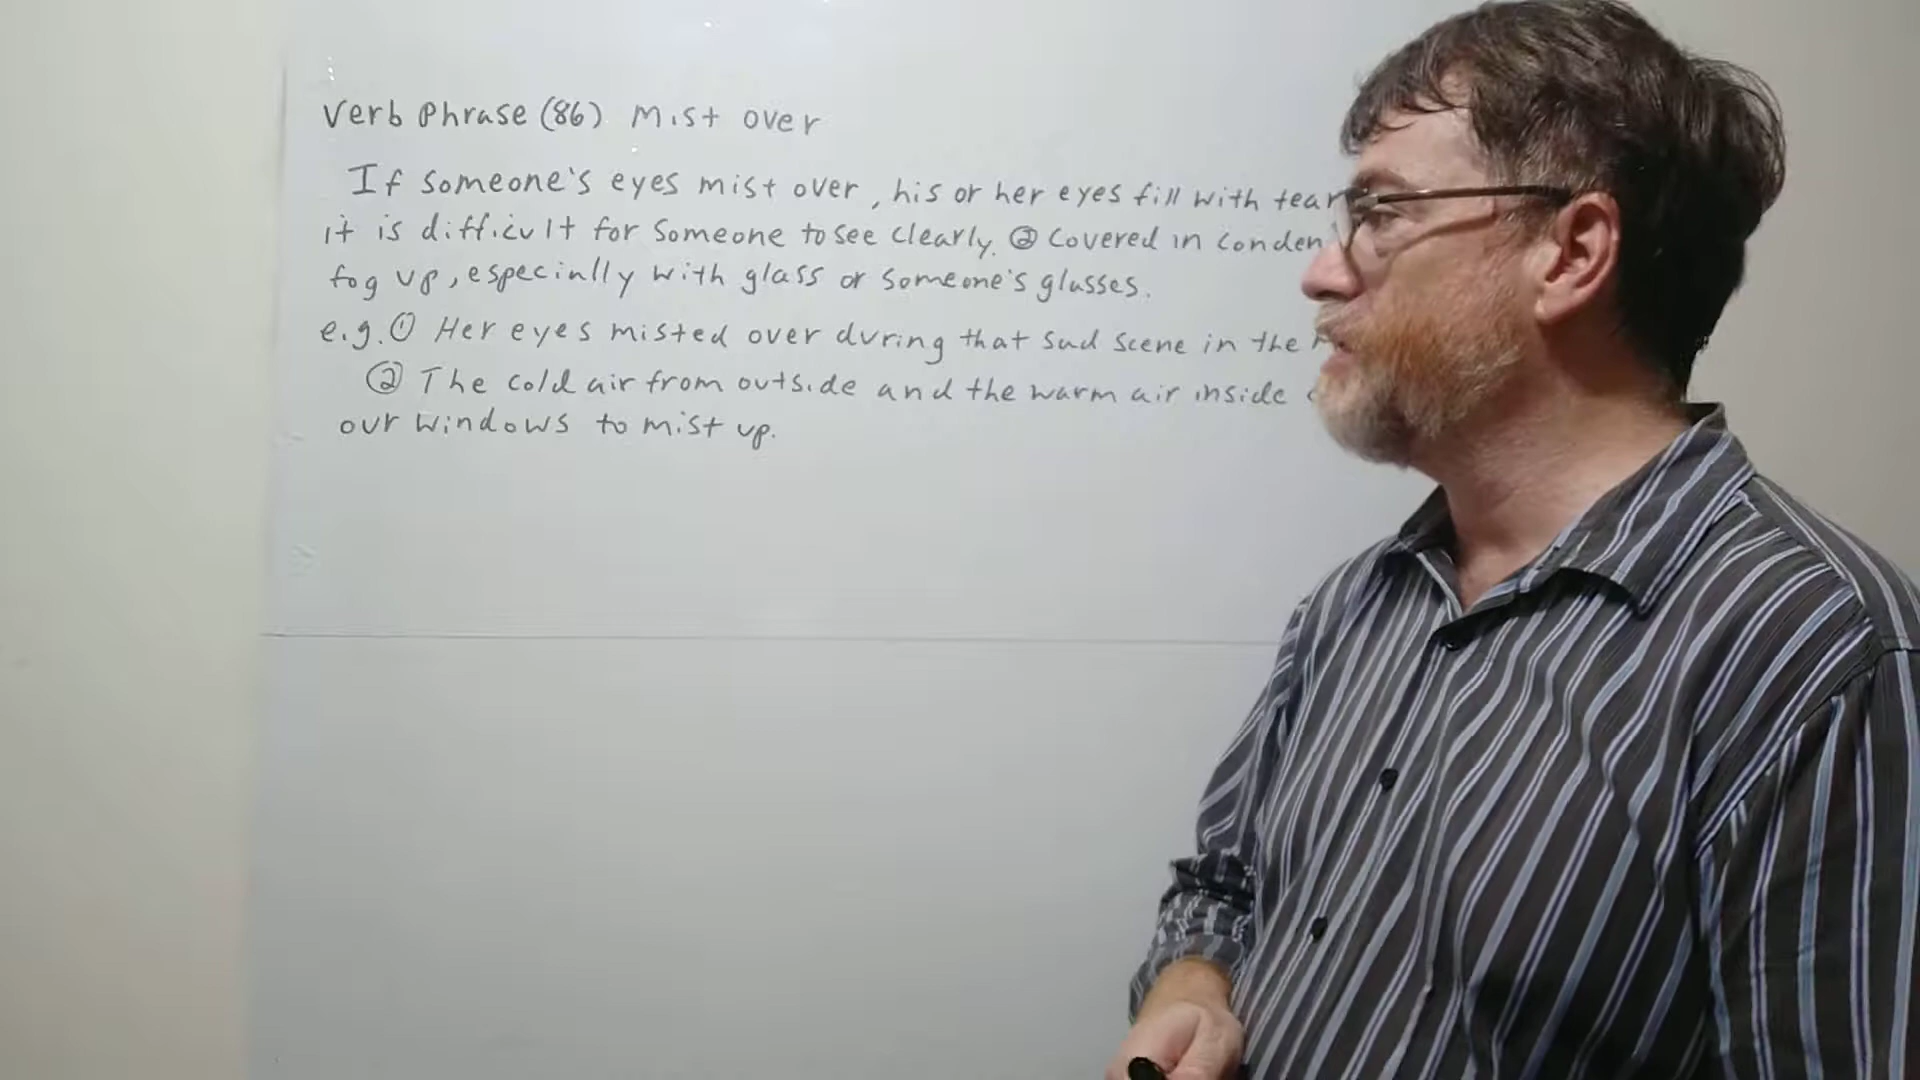 Verb Phrase (86) Mist over
If someone's eyes mist over, his or her eyes fill with tear
it is difficult for someone to see clearly. ② Covered in conden
fog up, especially with glass or someone's glasses.
e.g. ① Her eyes misted over during that sad scene in the
② The cold air from outside and the warm air inside
our windows to mist up.